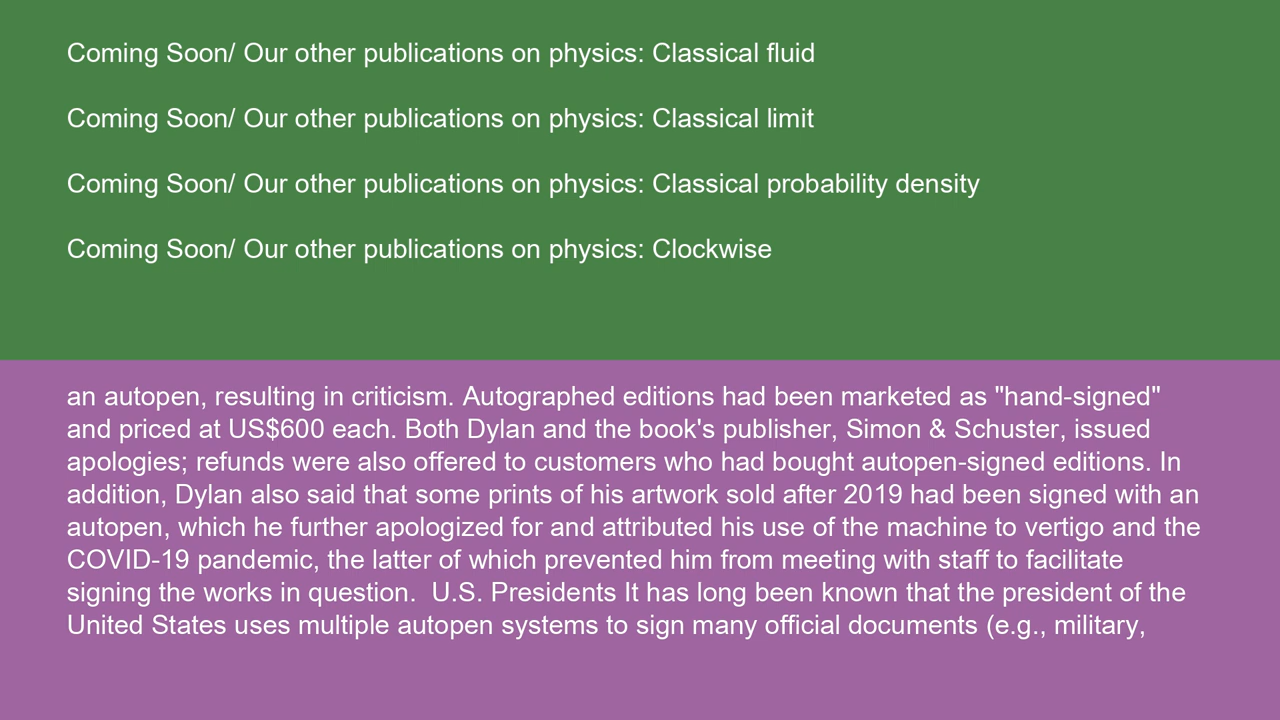 Coming Soon/ Our other publications on physics: Classical fluid
Coming Soon/ Our other publications on physics: Classical limit
Coming Soon/ Our other publications on physics: Classical probability density
Coming Soon/ Our other publications on physics: Clockwise
an autopen, resulting in criticism. Autographed editions had been marketed as "hand-signed"
and priced at US$600 each. Both Dylan and the book's publisher, Simon & Schuster, issued
apologies; refunds were also offered to customers who had bought autopen-signed editions. In
addition, Dylan also said that some prints of his artwork sold after 2019 had been signed with an
autopen, which he further apologized for and attributed his use of the machine to vertigo and the
COVID-19 pandemic, the latter of which prevented him from meeting with staff to facilitate
signing the works in question.  U.S. Presidents It has long been known that the president of the
United States uses multiple autopen systems to sign many official documents (e.g., military,